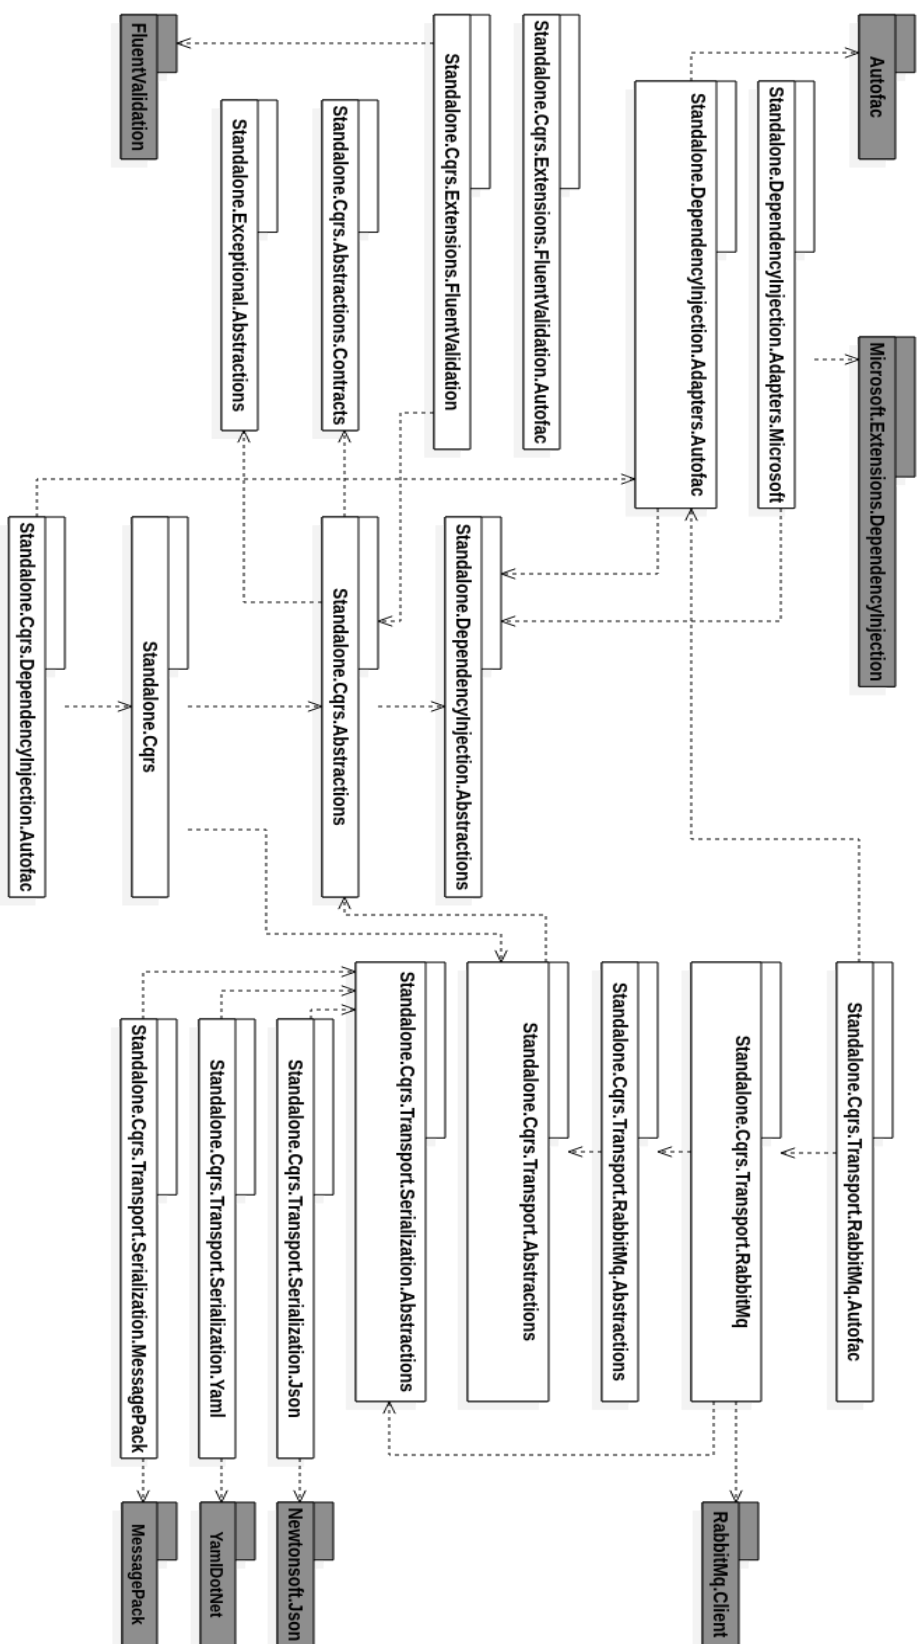 Autofac
Microsoft.Extensions.DependencyInjection
Standalone.DependencyInjection.Adapters.Microsoft
Standalone.Cqrs.Transport.RabbitMq.Autofac
Standalone.DependencyInjection.Adapters.Autofac
Standalone.Cqrs.Transport.RabbitMq
RabbitMq.Client
Standalone.Cqrs.Extensions.FluentValidation.Autofac
Standalone.Cqrs.Transport.RabbitMq.Abstractions
Standalone.Cqrs.Extensions.FluentValidation
Standalone.DependencyInjection.Abstractions
Standalone.Cqrs.Transport.Abstractions
Standalone.Cqrs.Abstractions.Contracts
Standalone.Cqrs.Abstractions
Standalone.Cqrs.Transport.Serialization.Abstractions
Standalone.Exceptional.Abstractions
Standalone.Cqrs.Transport.Serialization.Json
Newtonsoft.Json
Standalone.Cqrs.Transport.Serialization.Yaml
YamlDotNet
FluentValidation
Standalone.Cqrs
Standalone.Cqrs.Transport.Serialization.MessagePack
MessagePack
Standalone.Cqrs.DependencyInjection.Autofac